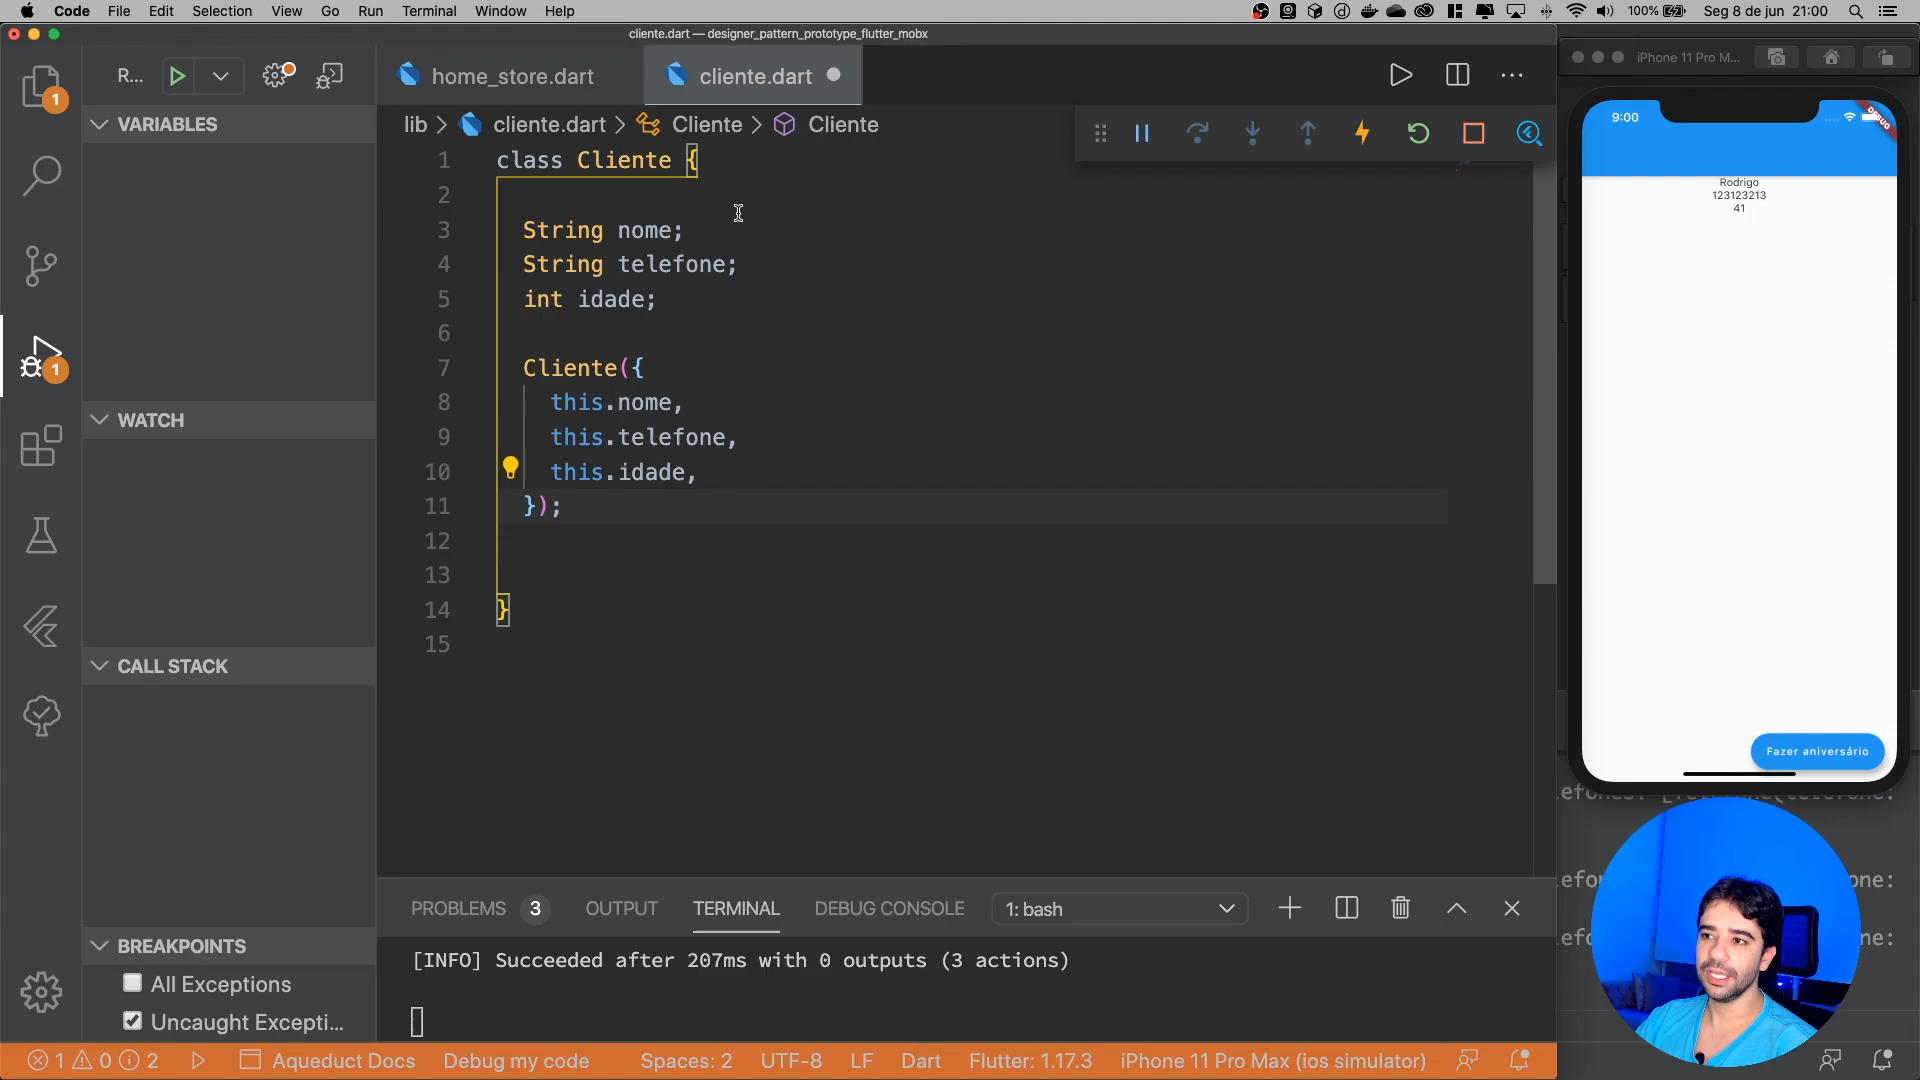 Code File Edit Selection View Go Run Terminal Window Help
100% Seg 8 de jun 21:00
cliente.dart — designer_pattern_prototype_flutter_mobx
R...
home_store.dart
cliente.dart
iPhone 11 Pro M...
lib > cliente.dart > Cliente > Cliente
VARIABLES
WATCH
CALL STACK
BREAKPOINTS
All Exceptions
Uncaught Excepti...
1
1
1 class Cliente {
2
3 String nome;
4 String telefone;
5 int idade;
6
7 Cliente({
8 this.nome,
9 this.telefone,
10 this.idade,
11 });
12
13
14 }
15
PROBLEMS 3 OUTPUT TERMINAL DEBUG CONSOLE 1: bash
[INFO] Succeeded after 207ms with 0 outputs (3 actions)
1 0 2 Aqueduct Docs Debug my code Spaces: 2 UTF-8 LF Dart Flutter: 1.17.3 iPhone 11 Pro Max (ios simulator)
9:00
DEBUG
Rodrigo
123123213
41
Fazer aniversário